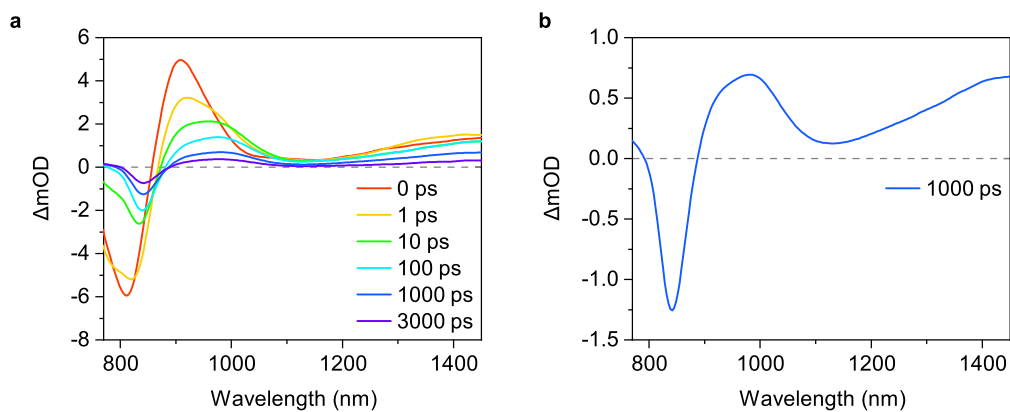 a
ΔmOD
6
4
2
0
-2
-4
-6
-8
800
1000
1200
1400
Wavelength (nm)
0 ps
1 ps
10 ps
100 ps
1000 ps
3000 ps
b
ΔmOD
1.0
0.5
0.0
-0.5
-1.0
-1.5
800
1000
1200
1400
Wavelength (nm)
1000 ps